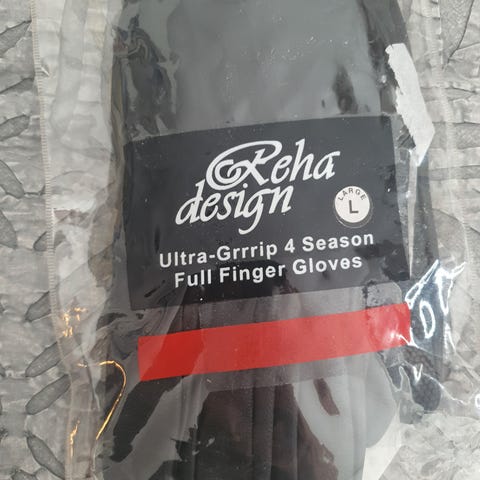 Reha
design
LARGE
L
Ultra-Grrrip 4 Season
Full Finger Gloves